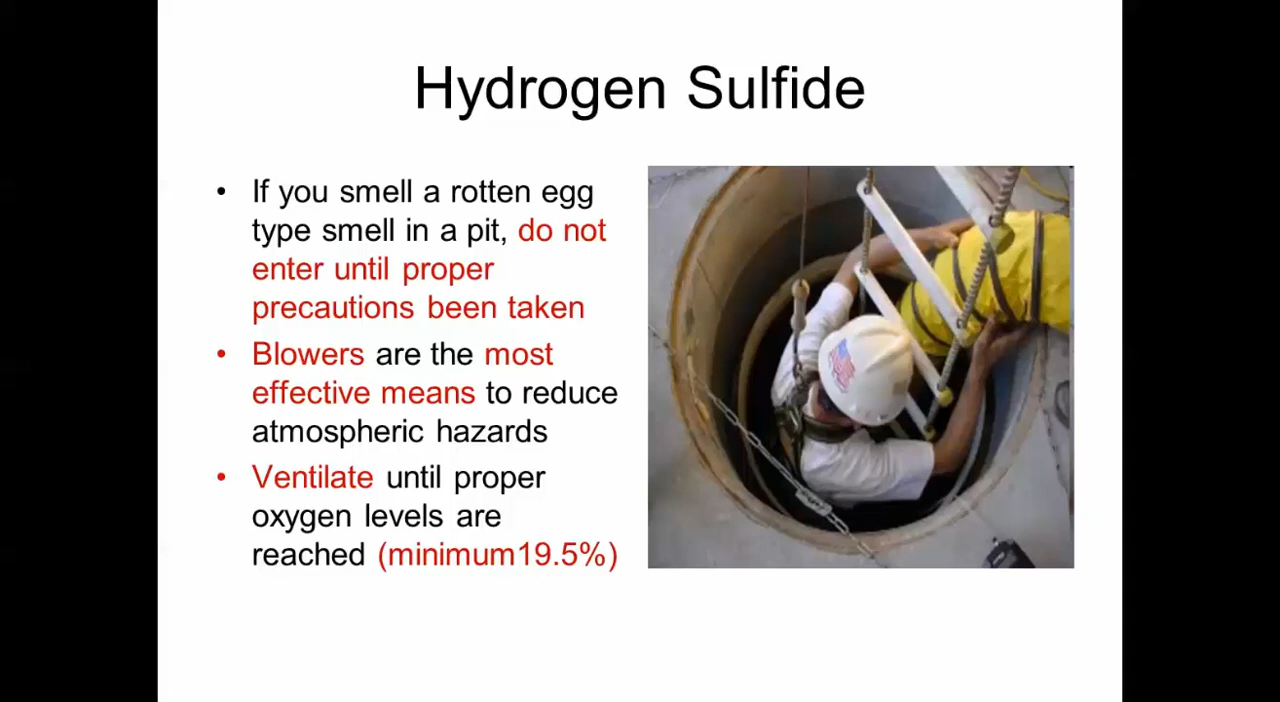 Hydrogen Sulfide
• If you smell a rotten egg
type smell in a pit, do not
enter until proper
precautions been taken
• Blowers are the most
effective means to reduce
atmospheric hazards
• Ventilate until proper
oxygen levels are
reached (minimum19.5%)